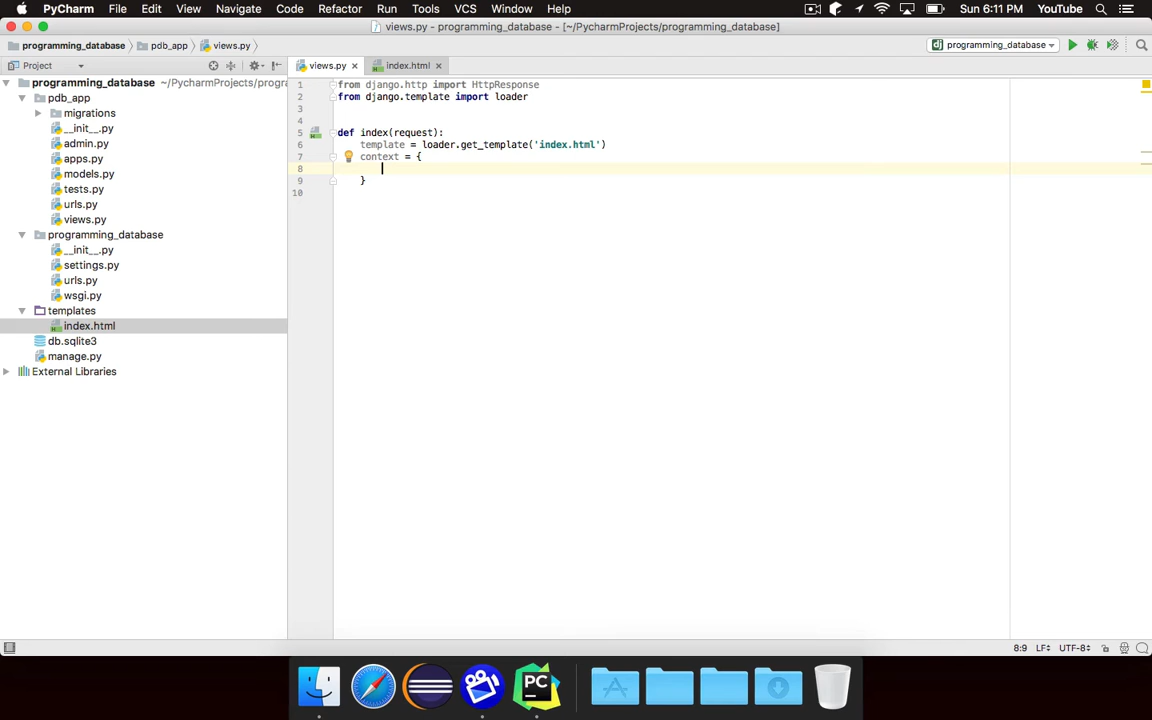 PyCharm File Edit View Navigate Code Refactor Run Tools VCS Window Help Sun 6:11 PM YouTube
views.py - programming_database - [~/PycharmProjects/programming_database]
programming_database pdb_app views.py programming_database
Project views.py index.html
programming_database ~/PycharmProjects/progra
pdb_app
migrations
__init__.py
admin.py
apps.py
models.py
tests.py
urls.py
views.py
programming_database
__init__.py
settings.py
urls.py
wsgi.py
templates
index.html
db.sqlite3
manage.py
External Libraries
1 from django.http import HttpResponse
2 from django.template import loader
3
4
5 def index(request):
6 template = loader.get_template('index.html')
7 context = {
8
9 }
10
8:9 LF UTF-8
PC